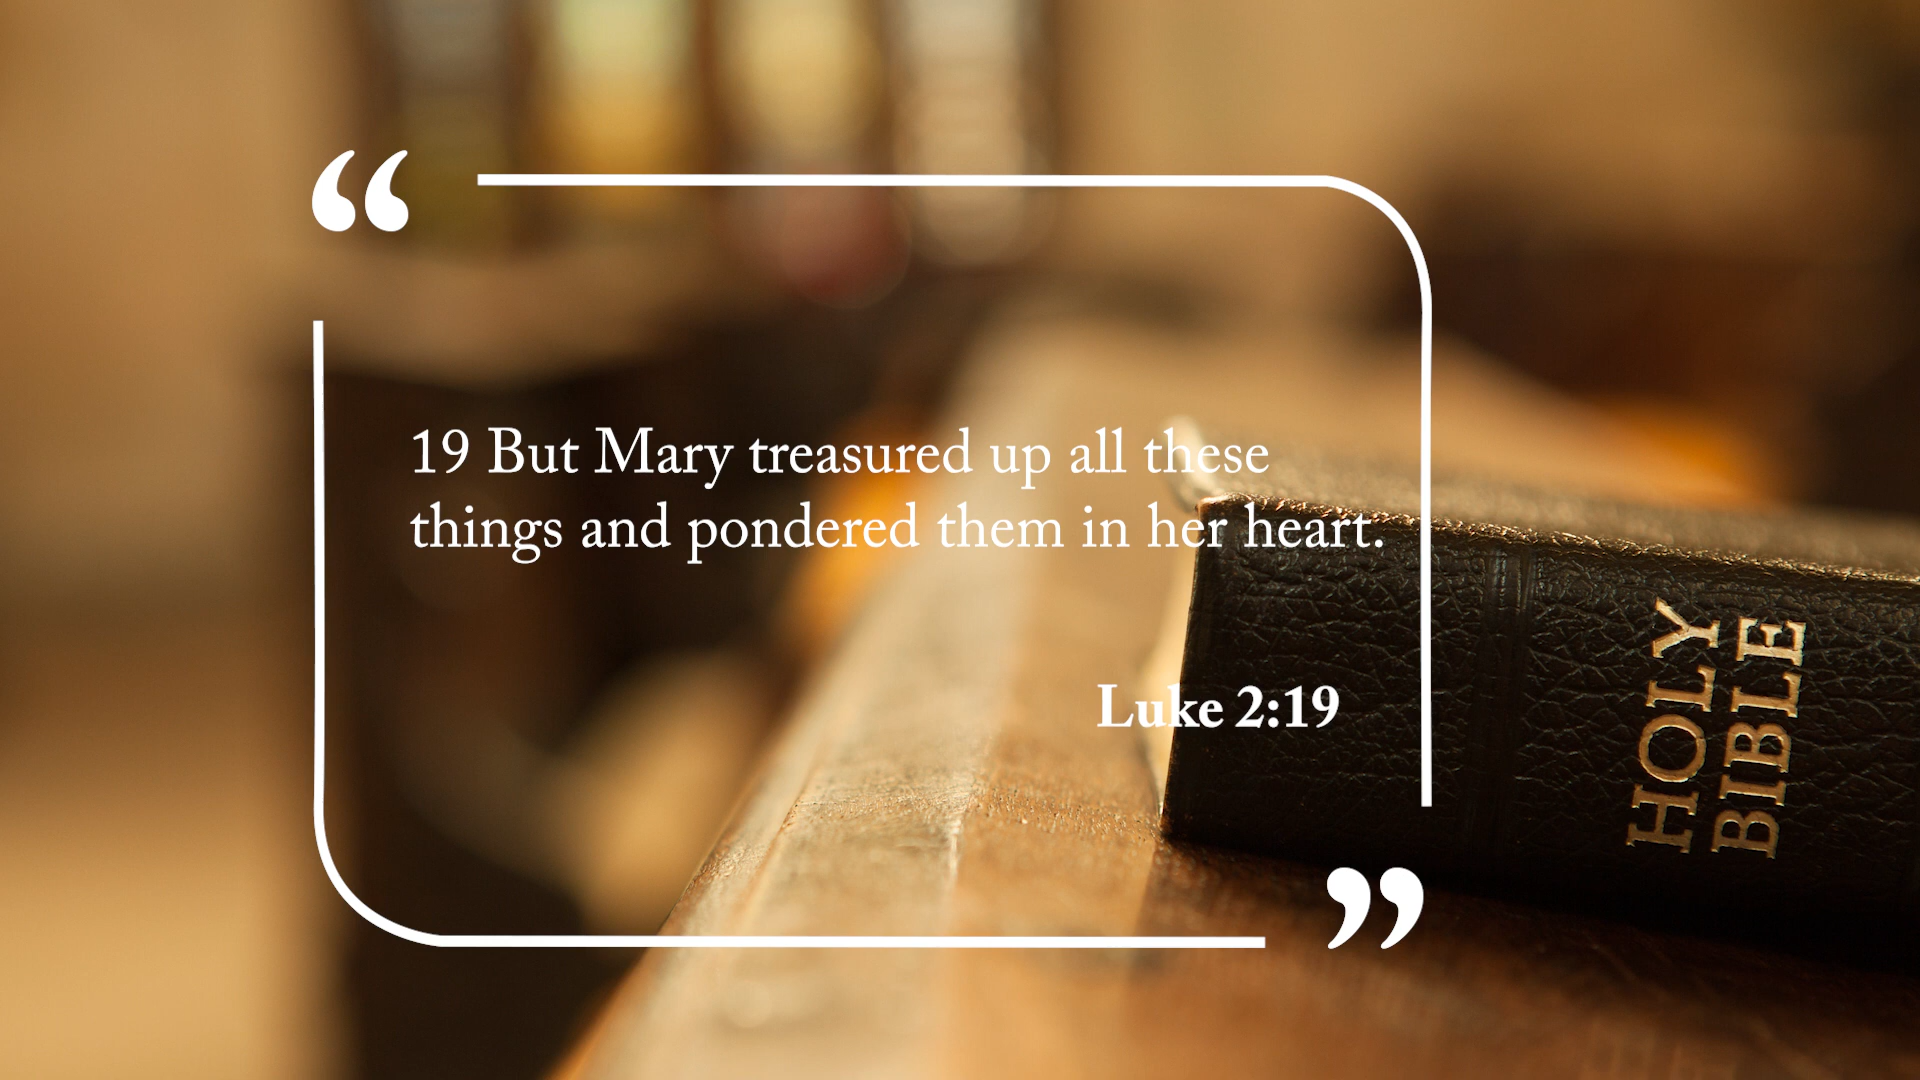 “
19 But Mary treasured up all these
things and pondered them in her heart.
Luke 2:19
”
HOLY
BIBLE